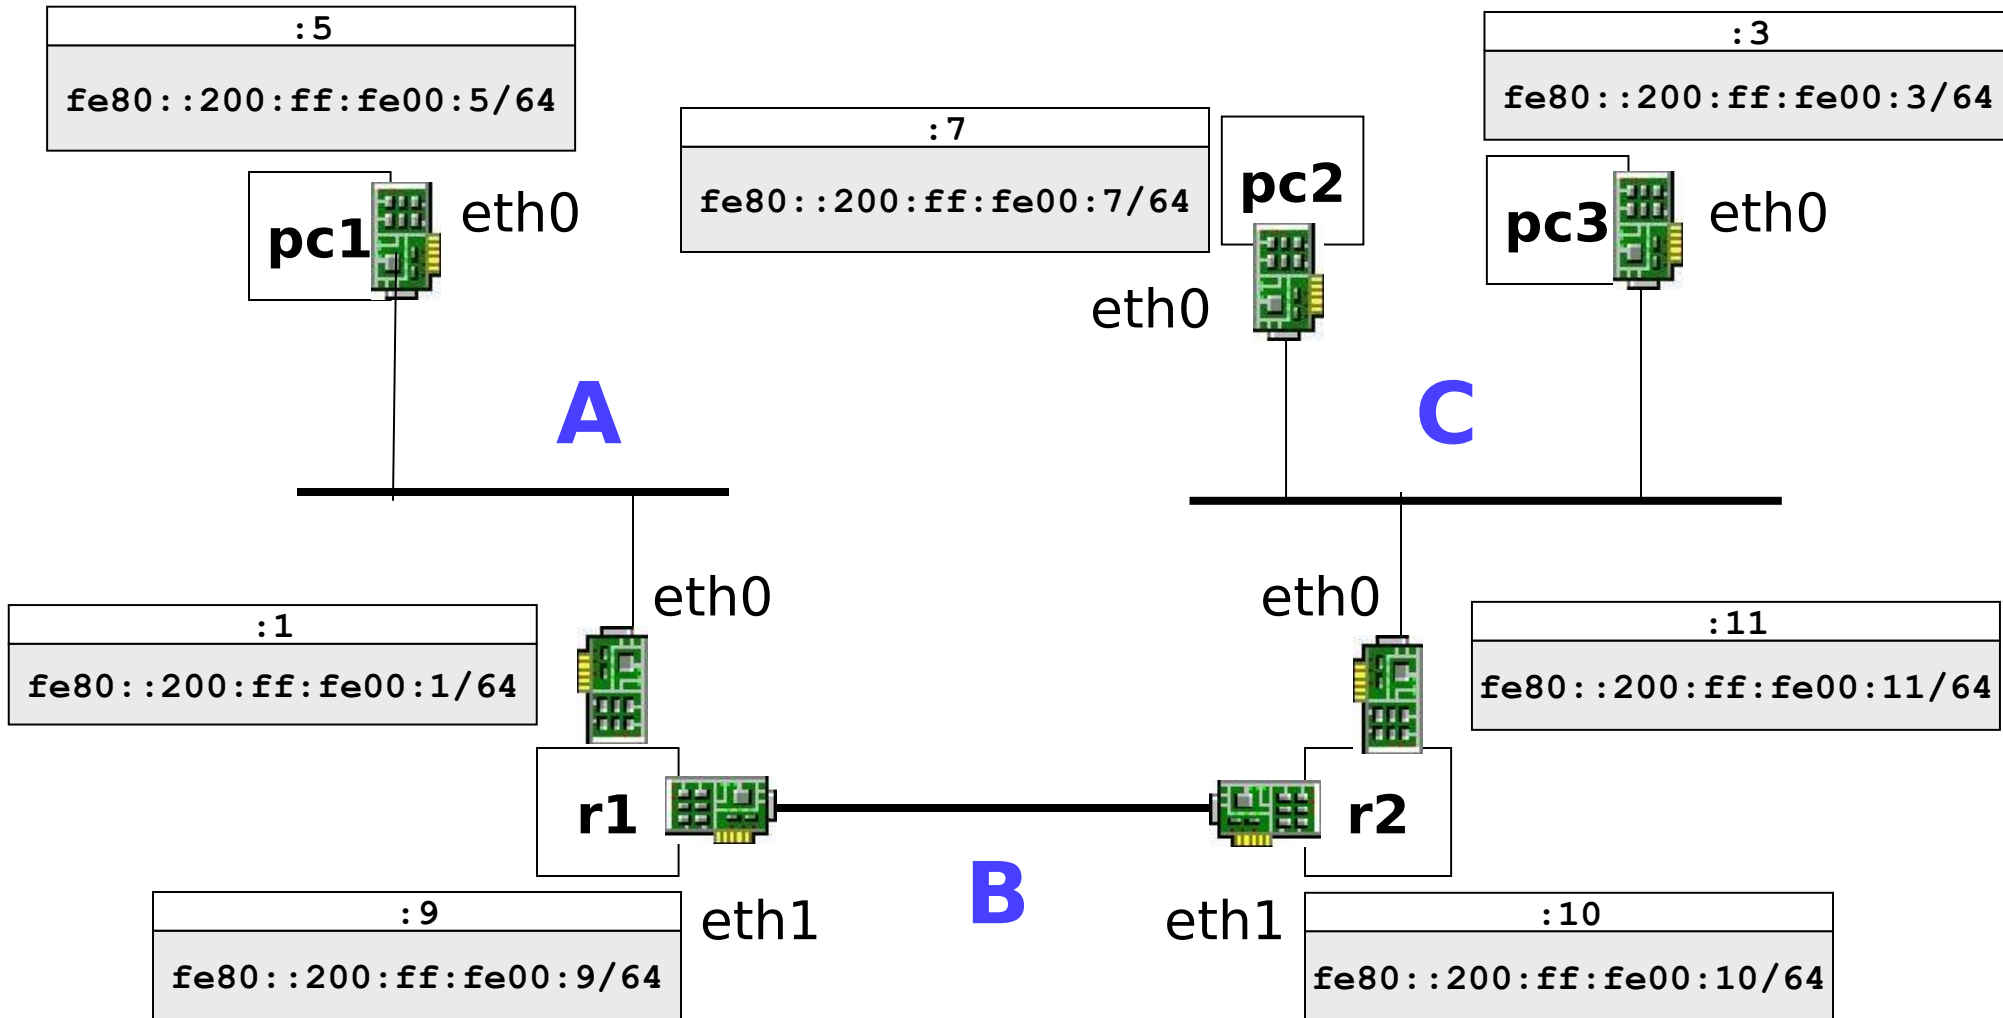 :5
fe80::200:ff:fe00:5/64
pc1
eth0
:7
fe80::200:ff:fe00:7/64
pc2
eth0
:3
fe80::200:ff:fe00:3/64
pc3
eth0
A
C
:1
fe80::200:ff:fe00:1/64
eth0
eth0
:11
fe80::200:ff:fe00:11/64
r1
r2
B
:9
fe80::200:ff:fe00:9/64
eth1
eth1
:10
fe80::200:ff:fe00:10/64